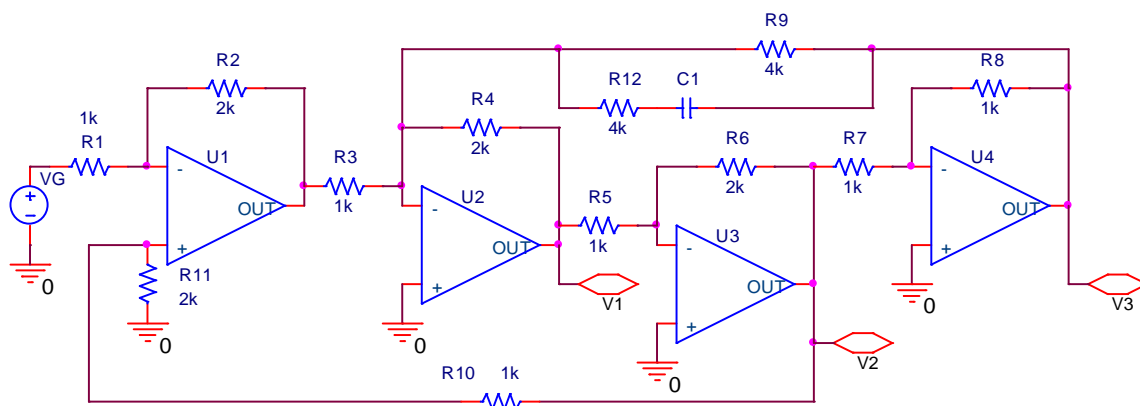 R9
4k
R12
4k
C1
R8
1k
R2
2k
R4
2k
1k
R1
VG
0
U1
-
+
OUT
R3
1k
R11
2k
0
U2
-
+
OUT
0
R5
1k
V1
R6
2k
U3
-
+
OUT
0
R7
1k
U4
-
+
OUT
0
V3
V2
R10 1k